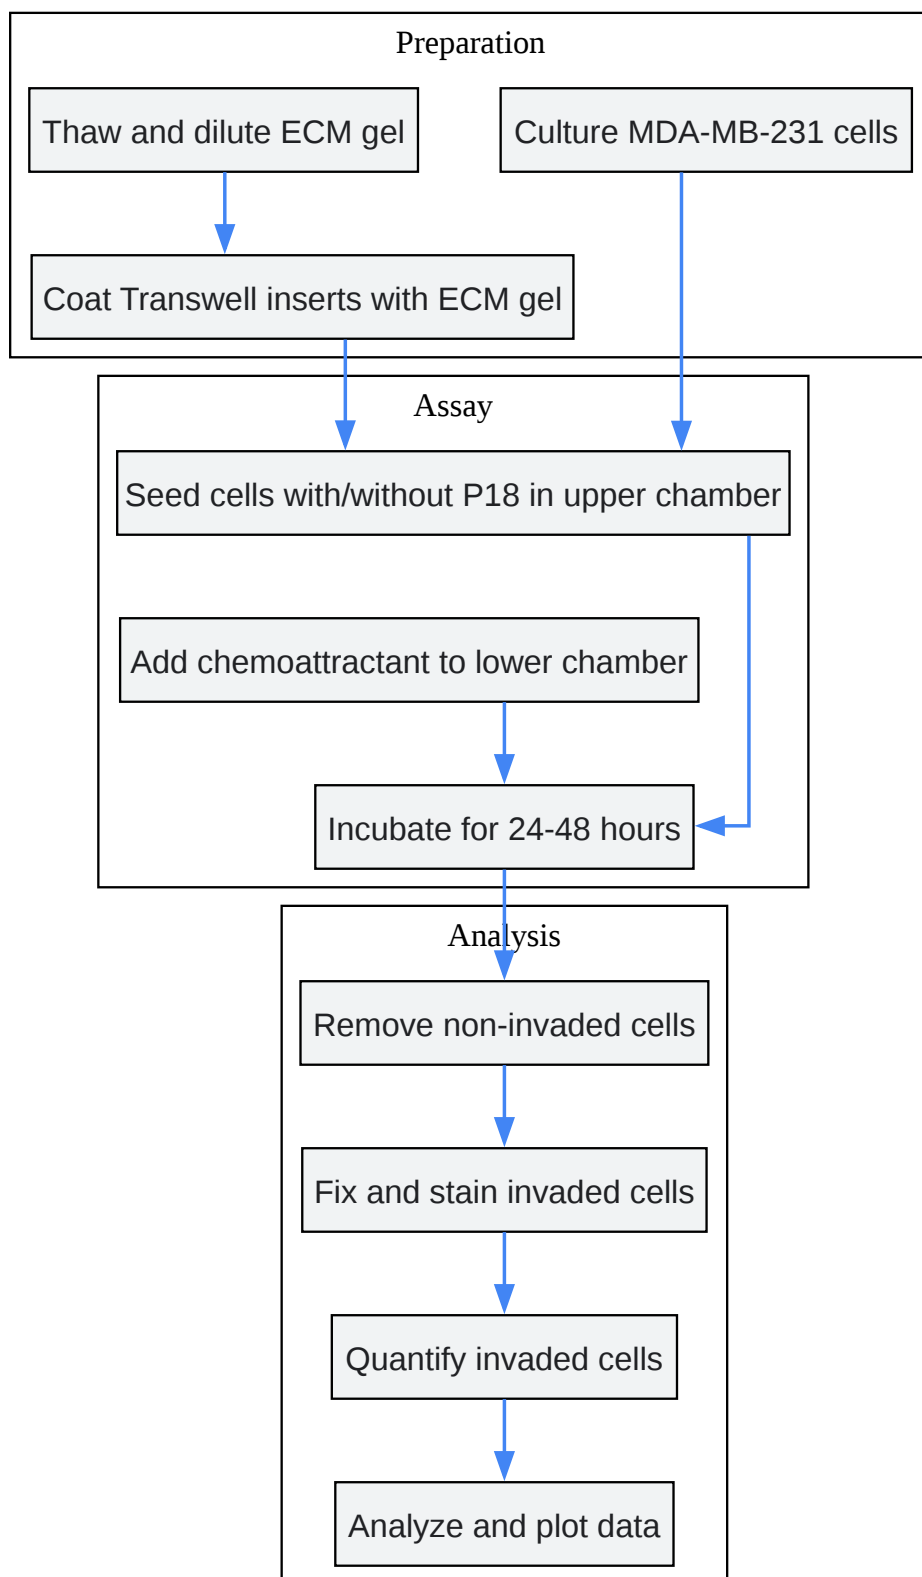 Preparation
Thaw and dilute ECM gel
Culture MDA-MB-231 cells
Coat Transwell inserts with ECM gel
Assay
Seed cells with/without P18 in upper chamber
Add chemoattractant to lower chamber
Incubate for 24-48 hours
Analysis
Remove non-invaded cells
Fix and stain invaded cells
Quantify invaded cells
Analyze and plot data